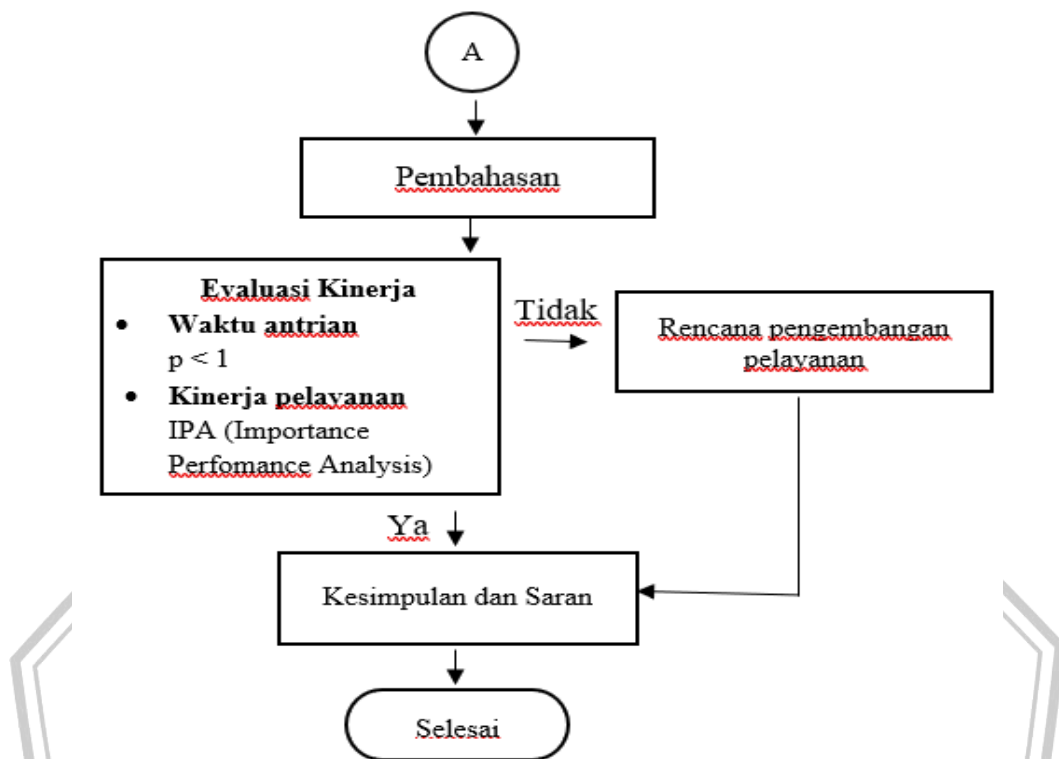 A
Pembahasan
Evaluasi Kinerja
• Waktu antrian
p < 1
• Kinerja pelayanan
IPA (Importance
Perfomance Analysis)
Tidak
Rencana pengembangan
pelayanan
Ya
Kesimpulan dan Saran
Selesai